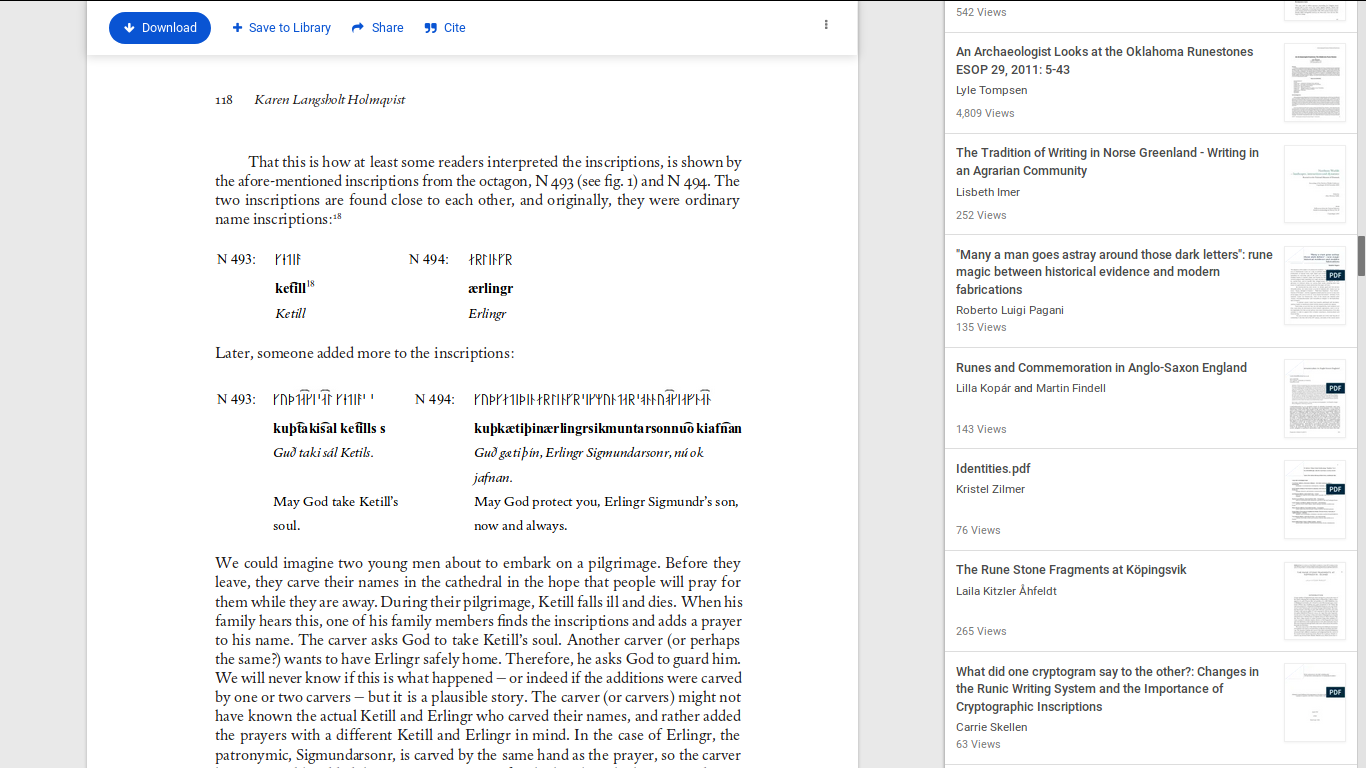 Download
Save to Library
Share
Cite
118 Karen Langsholt Holmqvist
That this is how at least some readers interpreted the inscriptions, is shown by
the afore-mentioned inscriptions from the octagon, N 493 (see fig. 1) and N 494. The
two inscriptions are found close to each other, and originally, they were ordinary
name inscriptions:18
N 493:
N 494:
kefill18
ærlingr
Ketill
Erlingr
Later, someone added more to the inscriptions:
N 493:
N 494:
kuþtakisal kefills s
kuþkætiþinærlingrsikmuntarsonnuo kiafnan
Guð taki sál Ketils.
Guð gætiþin, Erlingr Sigmundarsonr, nú ok
jafnan.
May God take Ketill’s
May God protect you, Erlingr Sigmundr’s son,
soul.
now and always.
We could imagine two young men about to embark on a pilgrimage. Before they
leave, they carve their names in the cathedral in the hope that people will pray for
them while they are away. During their pilgrimage, Ketill falls ill and dies. When his
family hears this, one of his family members finds the inscriptions and adds a prayer
to his name. The carver asks God to take Ketill’s soul. Another carver (or perhaps
the same?) wants to have Erlingr safely home. Therefore, he asks God to guard him.
We will never know if this is what happened – or indeed if the additions were carved
by one or two carvers – but it is a plausible story. The carver (or carvers) might not
have known the actual Ketill and Erlingr who carved their names, and rather added
the prayers with a different Ketill and Erlingr in mind. In the case of Erlingr, the
patronymic, Sigmundarsonr, is carved by the same hand as the prayer, so the carver
542 Views
An Archaeologist Looks at the Oklahoma Runestones
ESOP 29, 2011: 5-43
Lyle Tompsen
4,809 Views
The Tradition of Writing in Norse Greenland - Writing in
an Agrarian Community
Lisbeth Imer
252 Views
"Many a man goes astray around those dark letters": rune
magic between historical evidence and modern
fabrications
Roberto Luigi Pagani
135 Views
PDF
Runes and Commemoration in Anglo-Saxon England
Lilla Kopár and Martin Findell
143 Views
PDF
Identities.pdf
Kristel Zilmer
76 Views
PDF
The Rune Stone Fragments at Köpingsvik
Laila Kitzler Åhfeldt
265 Views
What did one cryptogram say to the other?: Changes in
the Runic Writing System and the Importance of
Cryptographic Inscriptions
Carrie Skellen
63 Views
PDF